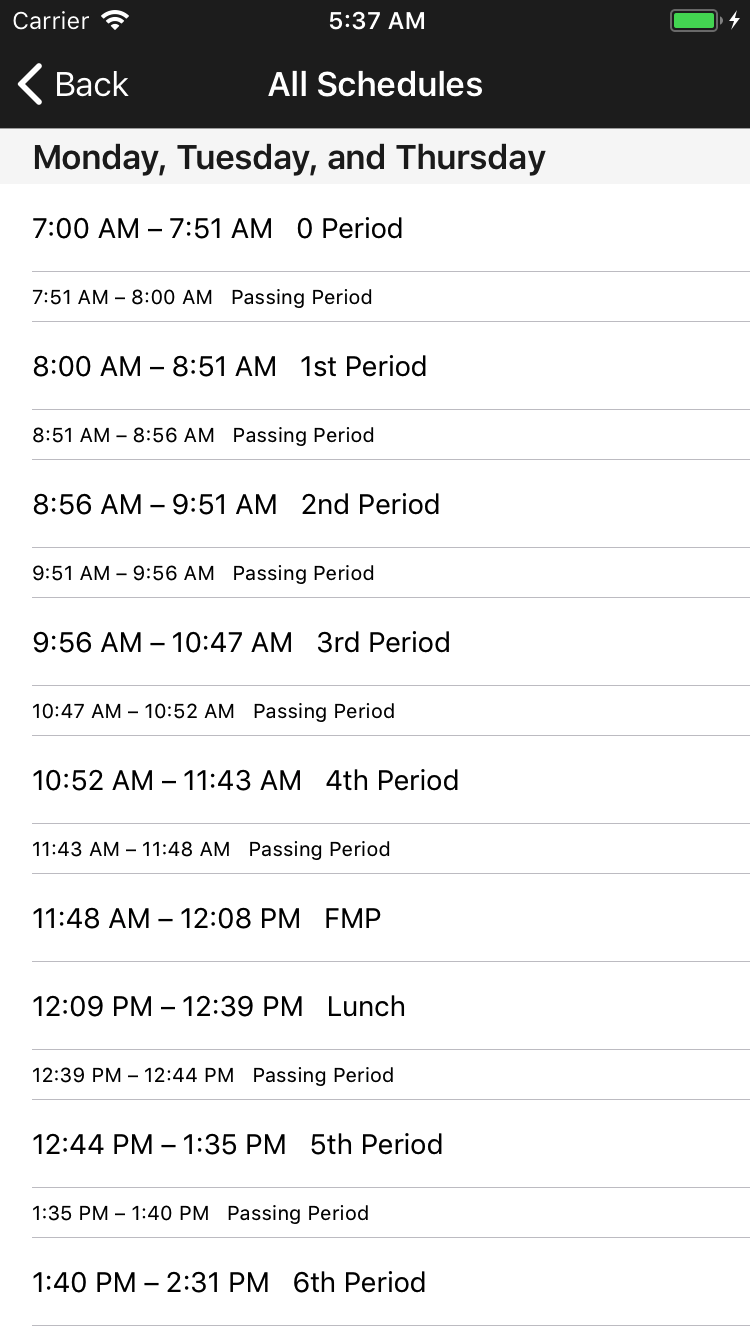 Carrier 5:37 AM
Back All Schedules
Monday, Tuesday, and Thursday
7:00 AM – 7:51 AM 0 Period
7:51 AM – 8:00 AM Passing Period
8:00 AM – 8:51 AM 1st Period
8:51 AM – 8:56 AM Passing Period
8:56 AM – 9:51 AM 2nd Period
9:51 AM – 9:56 AM Passing Period
9:56 AM – 10:47 AM 3rd Period
10:47 AM – 10:52 AM Passing Period
10:52 AM – 11:43 AM 4th Period
11:43 AM – 11:48 AM Passing Period
11:48 AM – 12:08 PM FMP
12:09 PM – 12:39 PM Lunch
12:39 PM – 12:44 PM Passing Period
12:44 PM – 1:35 PM 5th Period
1:35 PM – 1:40 PM Passing Period
1:40 PM – 2:31 PM 6th Period